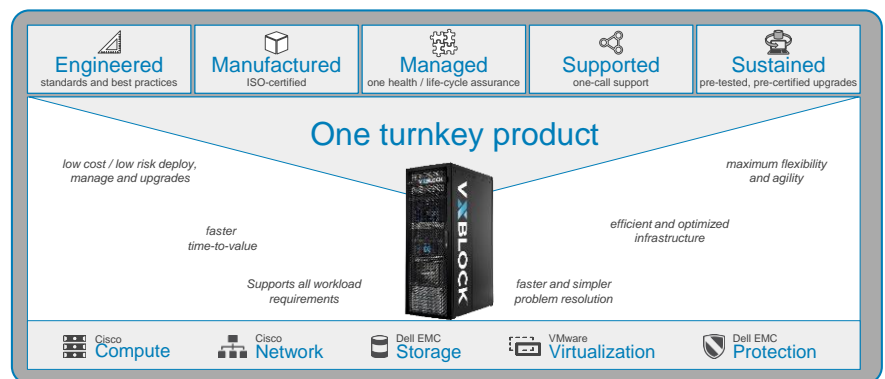 Engineered
standards and best practices
Manufactured
ISO-certified
Managed
one health / life-cycle assurance
Supported
one-call support
Sustained
pre-tested, pre-certified upgrades
One turnkey product
low cost / low risk deploy,
manage and upgrades
maximum flexibility
and agility
faster
time-to-value
efficient and optimized
infrastructure
Supports all workload
requirements
faster and simpler
problem resolution
VXBLOCK
VXBLOCK
Cisco
Compute
Cisco
Network
Dell EMC
Storage
VMware
Virtualization
Dell EMC
Protection